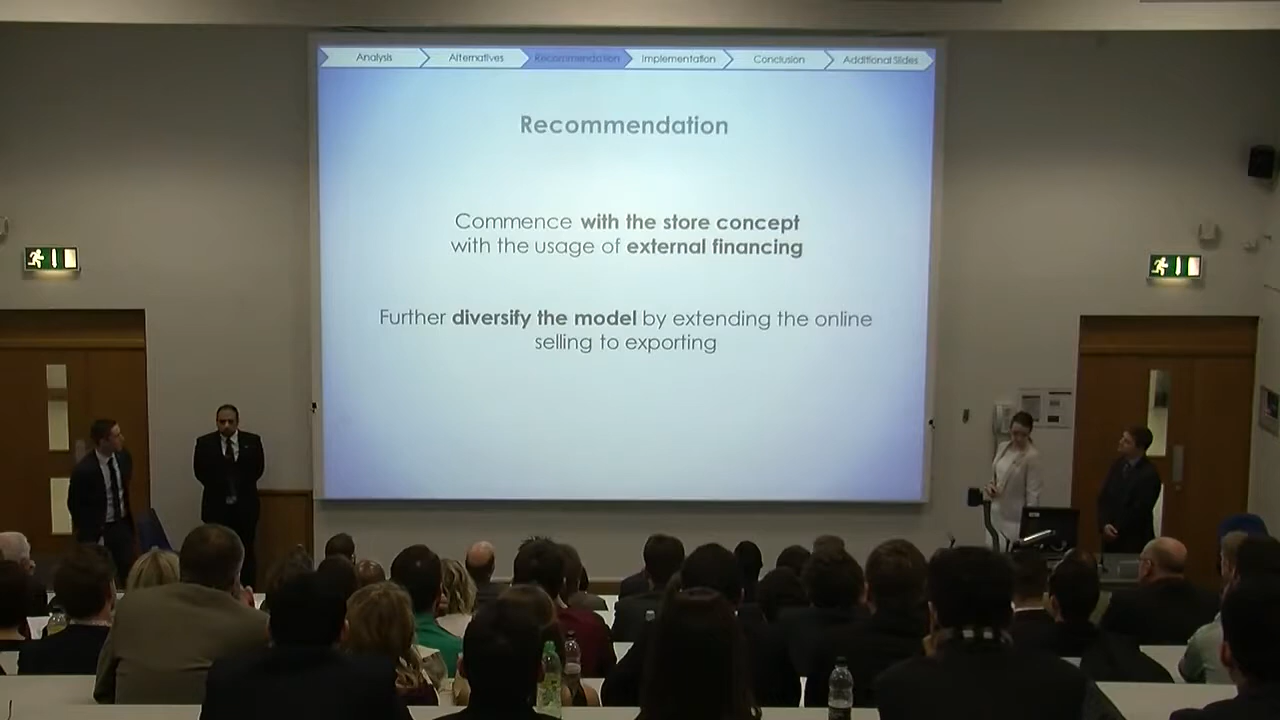 Analysis
Alternatives
Recommendation
Implementation
Conclusion
Additional Slides
Recommendation
Commence with the store concept
with the usage of external financing
Further diversify the model by extending the online
selling to exporting